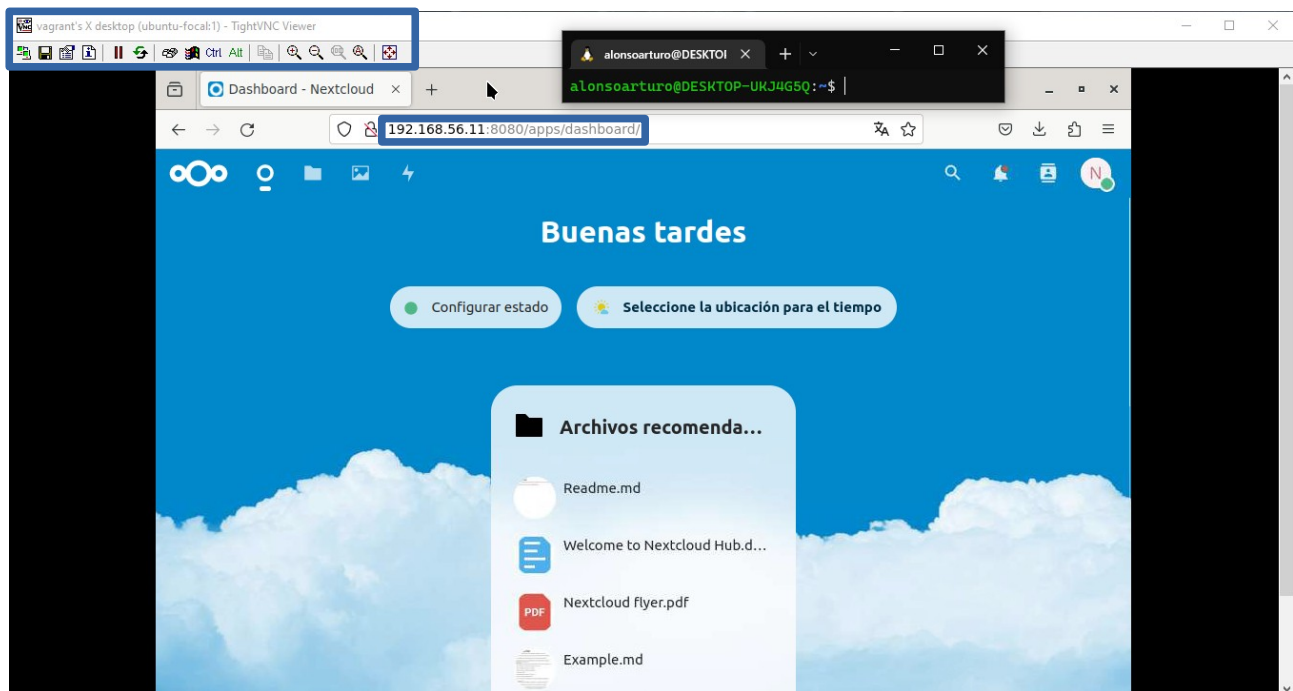 vagrant's X desktop (ubuntu-focal:1) - TightVNC Viewer
Ctrl Alt
alonsoarturo@DESKTOI
alonsoarturo@DESKTOP-UKJ4G5Q:~$
Dashboard - Nextcloud
192.168.56.11:8080/apps/dashboard/
N
Buenas tardes
Configurar estado
Seleccione la ubicación para el tiempo
Archivos recomenda...
Readme.md
Welcome to Nextcloud Hub.d...
PDF
Nextcloud flyer.pdf
Example.md